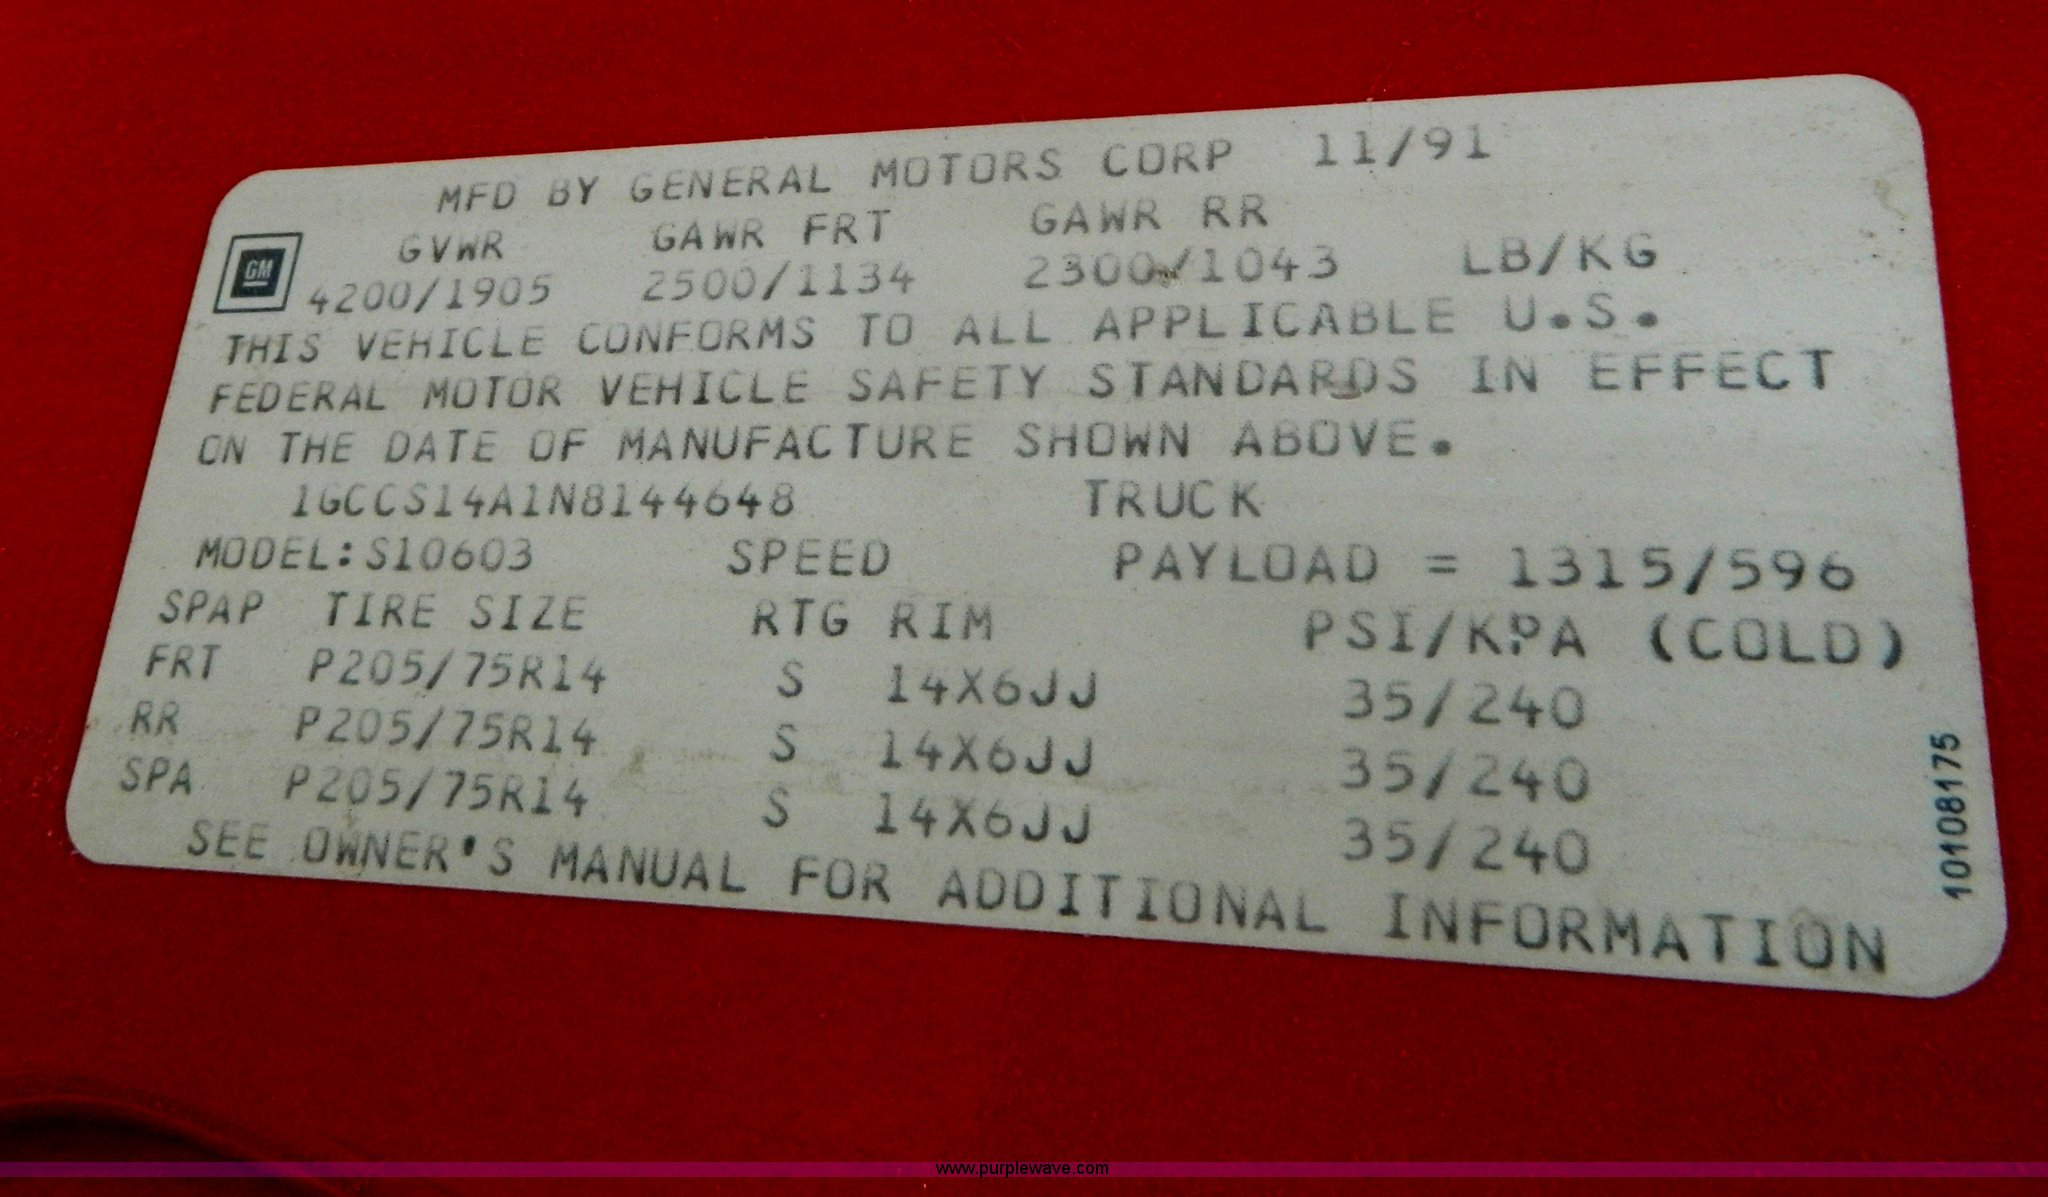 MFD BY GENERAL MOTORS CORP 11/91
GVWR GAWR FRT GAWR RR
GM 4200/1905 2500/1134 2300/1043 LB/KG
THIS VEHICLE CONFORMS TO ALL APPLICABLE U.S.
FEDERAL MOTOR VEHICLE SAFETY STANDARDS IN EFFECT
ON THE DATE OF MANUFACTURE SHOWN ABOVE.
1GCCS14A1N8144648 TRUCK
MODEL:S10603 SPEED PAYLOAD = 1315/596
SPAP TIRE SIZE RTG RIM PSI/KPA (COLD)
FRT P205/75R14 S 14X6JJ 35/240
RR P205/75R14 S 14X6JJ 35/240
SPA P205/75R14 S 14X6JJ 35/240
SEE OWNER'S MANUAL FOR ADDITIONAL INFORMATION
10108175
www.purplewave.com